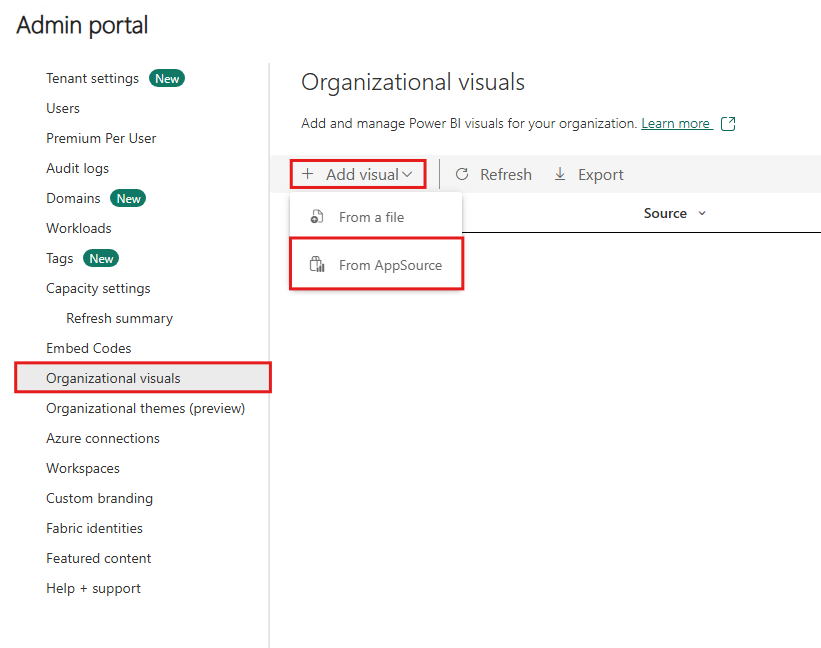 Admin portal
Tenant settings New
Users
Premium Per User
Audit logs
Domains New
Workloads
Tags New
Capacity settings
Refresh summary
Embed Codes
Organizational visuals
Organizational themes (preview)
Azure connections
Workspaces
Custom branding
Fabric identities
Featured content
Help + support
Organizational visuals
Add and manage Power BI visuals for your organization. Learn more
+ Add visual Refresh Export
From a file
Source
From AppSource